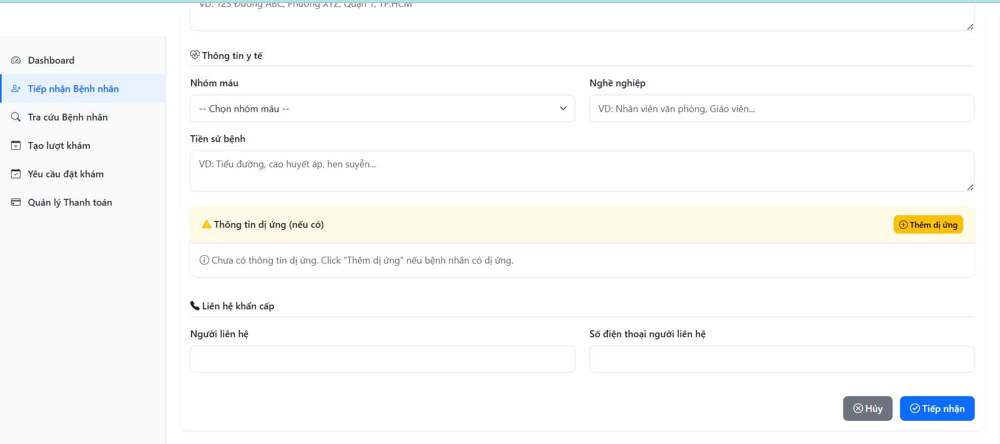 VD: 123 Đường ABC, Phường XYZ, Quận 1, TP.HCM
Dashboard
Tiếp nhận Bệnh nhân
Tra cứu Bệnh nhân
Tạo lượt khám
Yêu cầu đặt khám
Quản lý Thanh toán
Thông tin y tế
Nhóm máu
Nghề nghiệp
-- Chọn nhóm máu --
VD: Nhân viên văn phòng, Giáo viên...
Tiền sử bệnh
VD: Tiểu đường, cao huyết áp, hen suyễn...
Thông tin dị ứng (nếu có)
Thêm dị ứng
Chưa có thông tin dị ứng. Click "Thêm dị ứng" nếu bệnh nhân có dị ứng.
Liên hệ khẩn cấp
Người liên hệ
Số điện thoại người liên hệ
Hủy
Tiếp nhận